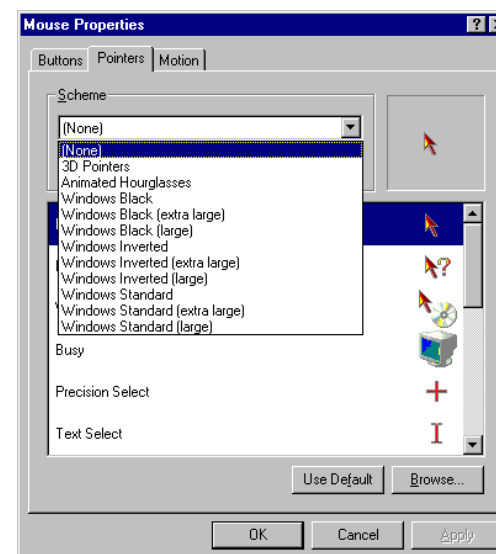 Mouse Properties
Buttons Pointers Motion
Scheme
(None)
(None)
3D Pointers
Animated Hourglasses
Windows Black
Windows Black (extra large)
Windows Black (large)
Windows Inverted
Windows Inverted (extra large)
Windows Inverted (large)
Windows Standard
Windows Standard (extra large)
Windows Standard (large)
Busy
Precision Select
Text Select
Use Default Browse...
OK Cancel Apply